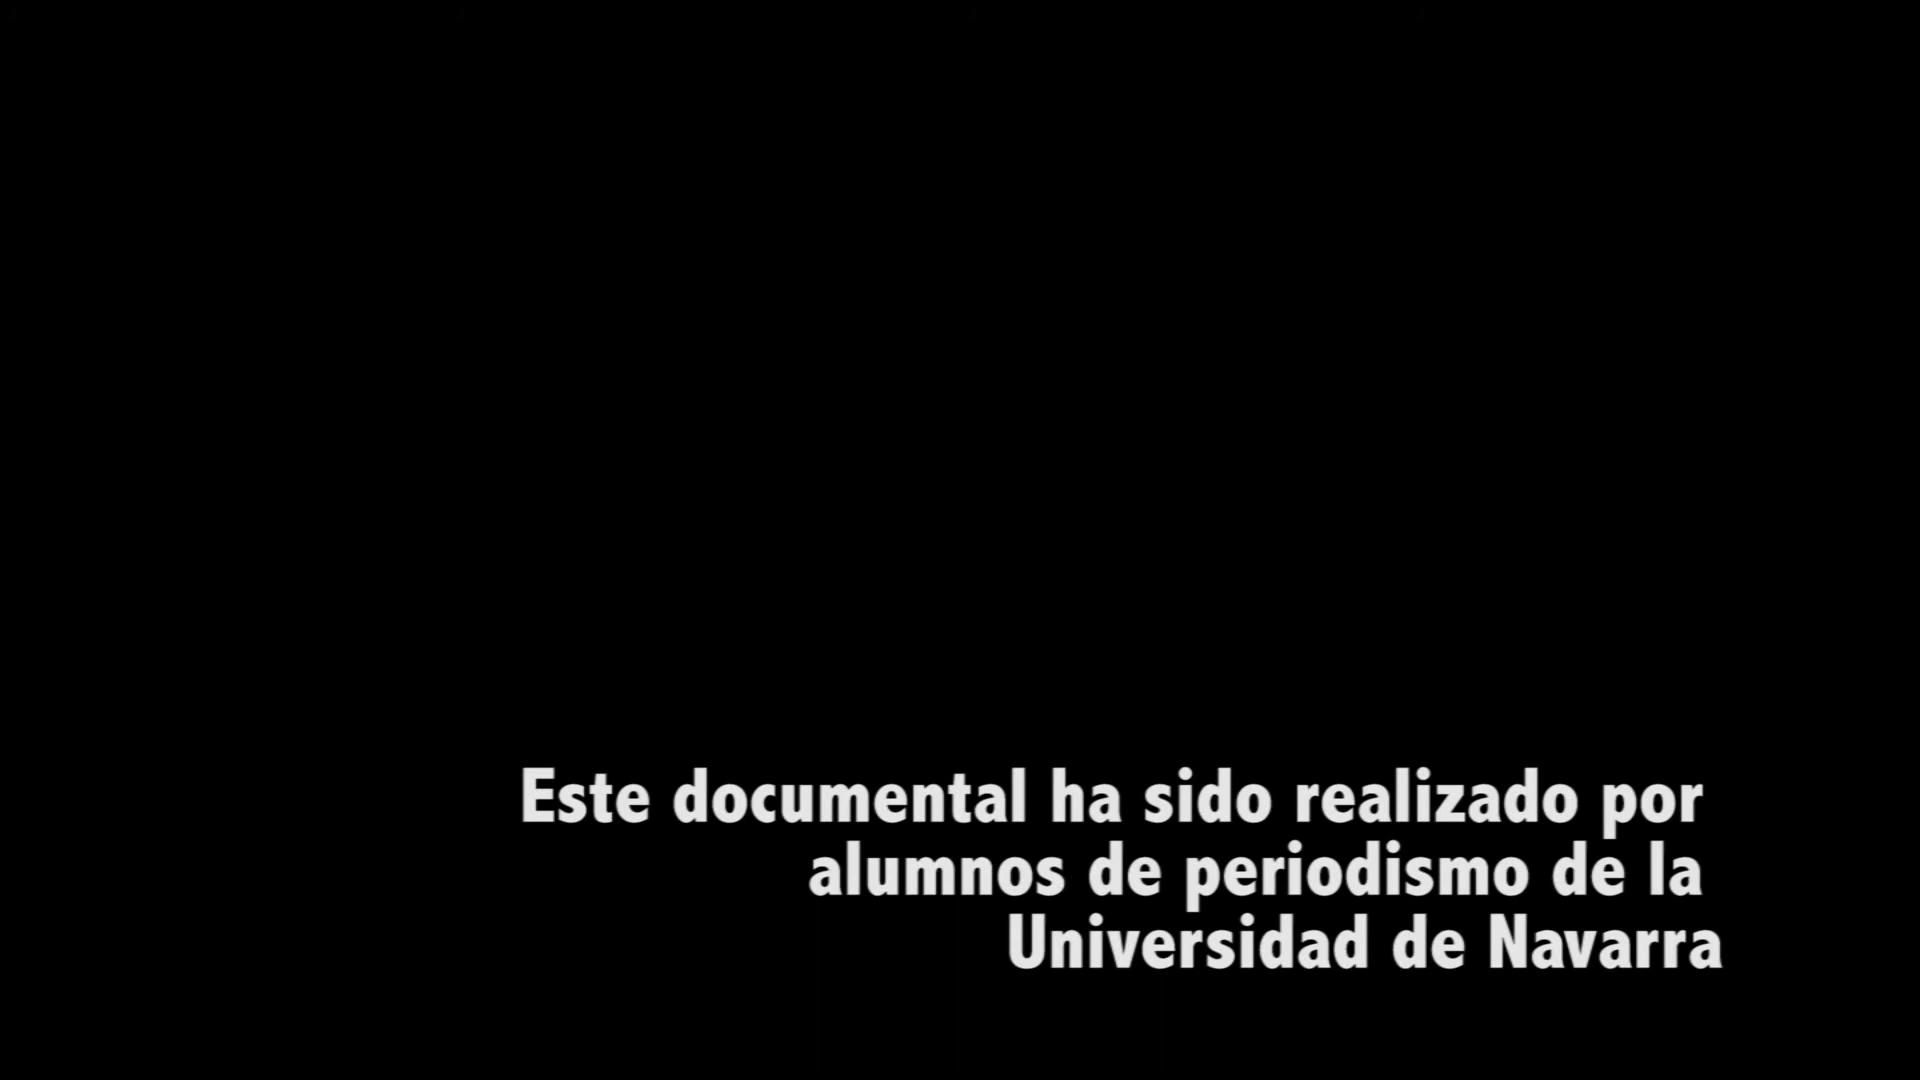 Este documental ha sido realizado por
alumnos de periodismo de la
Universidad de Navarra